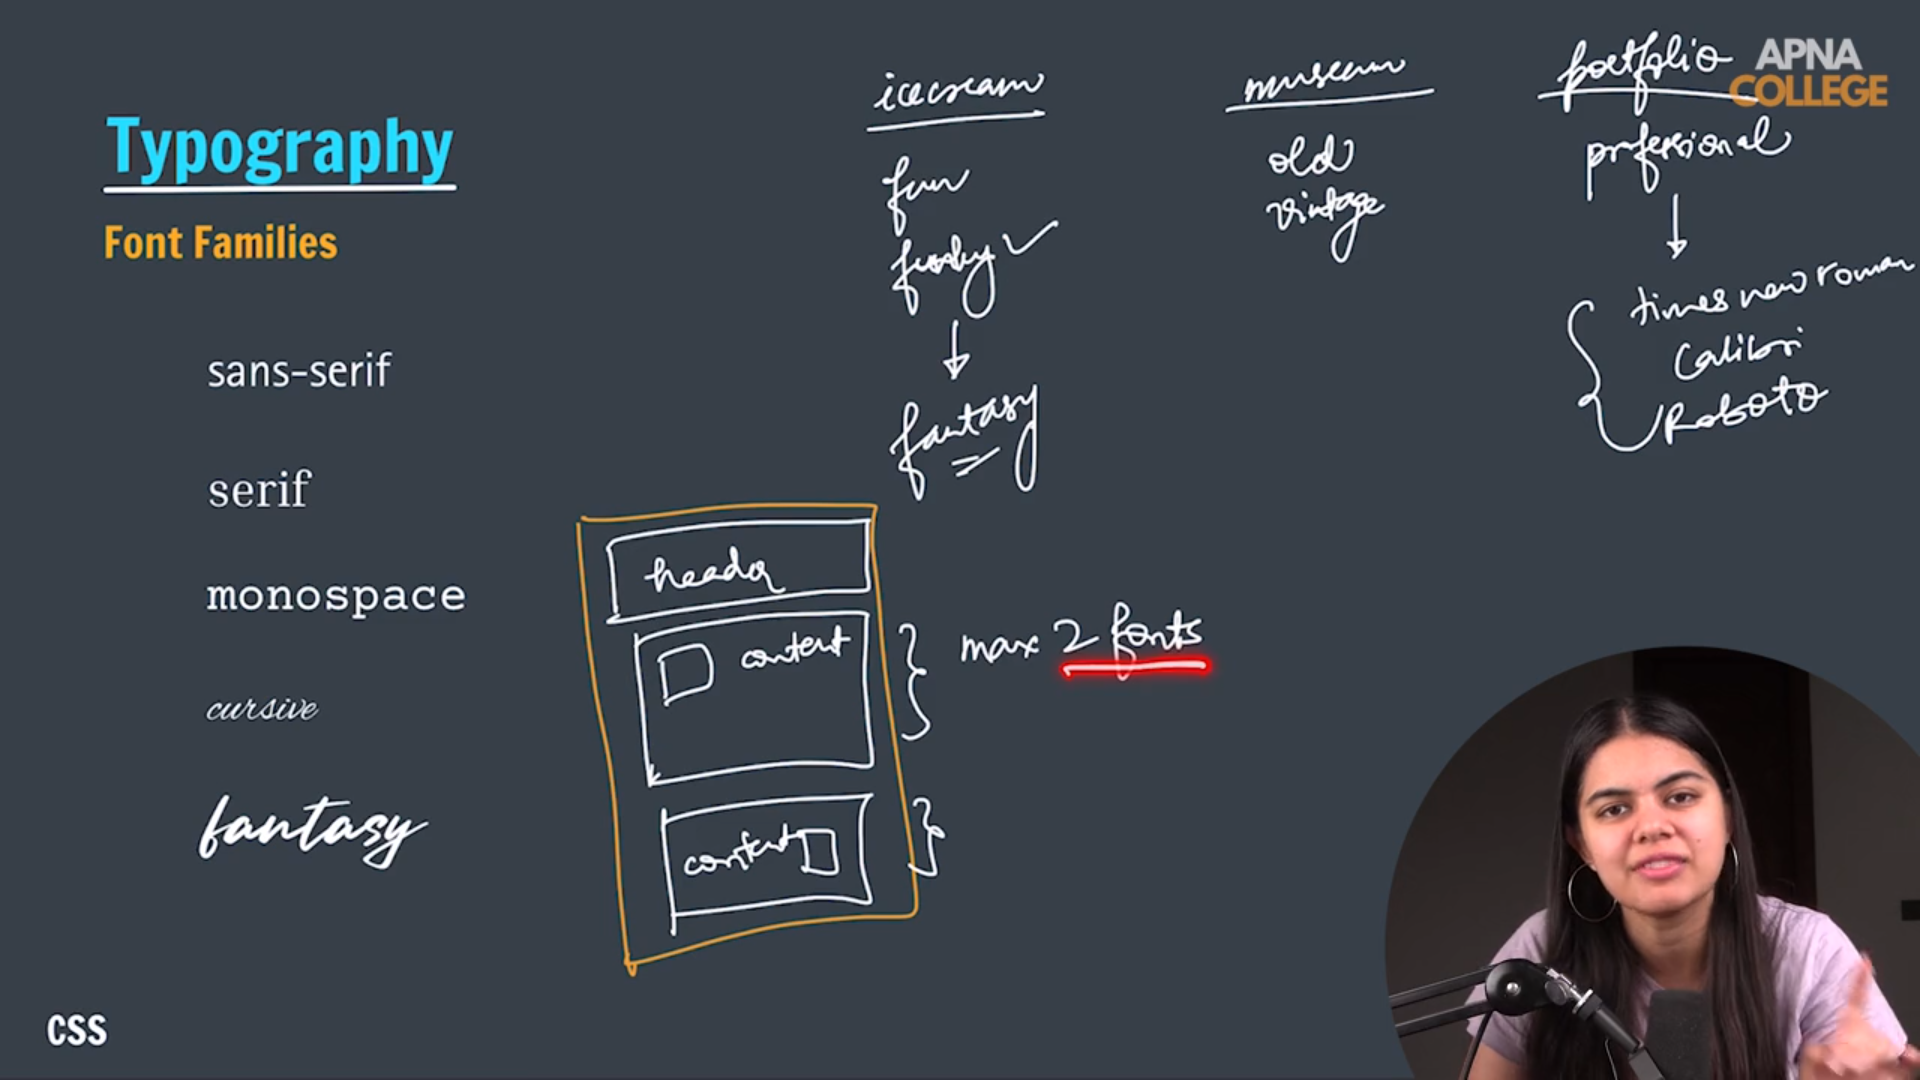 APNA
COLLEGE
Typography
Font Families
sans-serif
serif
monospace
cursive
fantasy
icecream
fun
funky ✓
↓
fantasy
museum
old
vintage
portfolio
professional
↓
times new roman
Calibri
Roboto
header
content
max 2 fonts
content
CSS